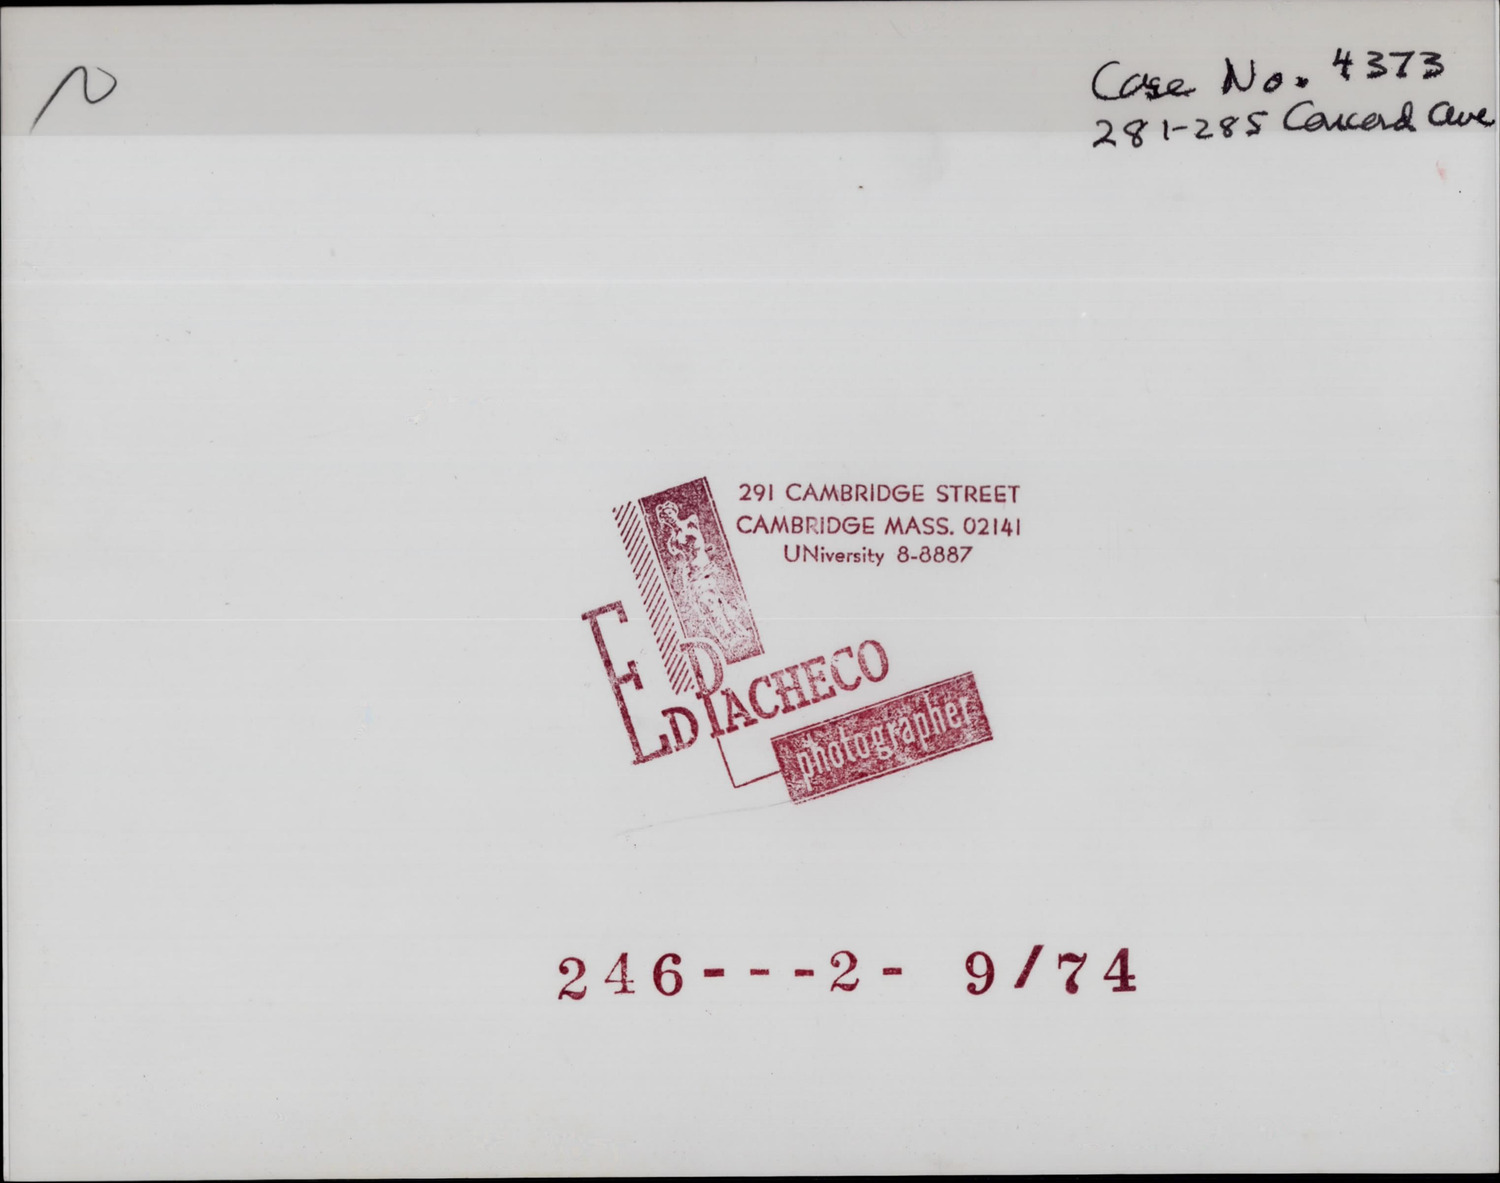 Case No. 4373
281-285 Concord Ave
291 CAMBRIDGE STREET
CAMBRIDGE MASS. 02141
UNiversity 8-8887
ED PACHECO
photographer
246---2- 9/74